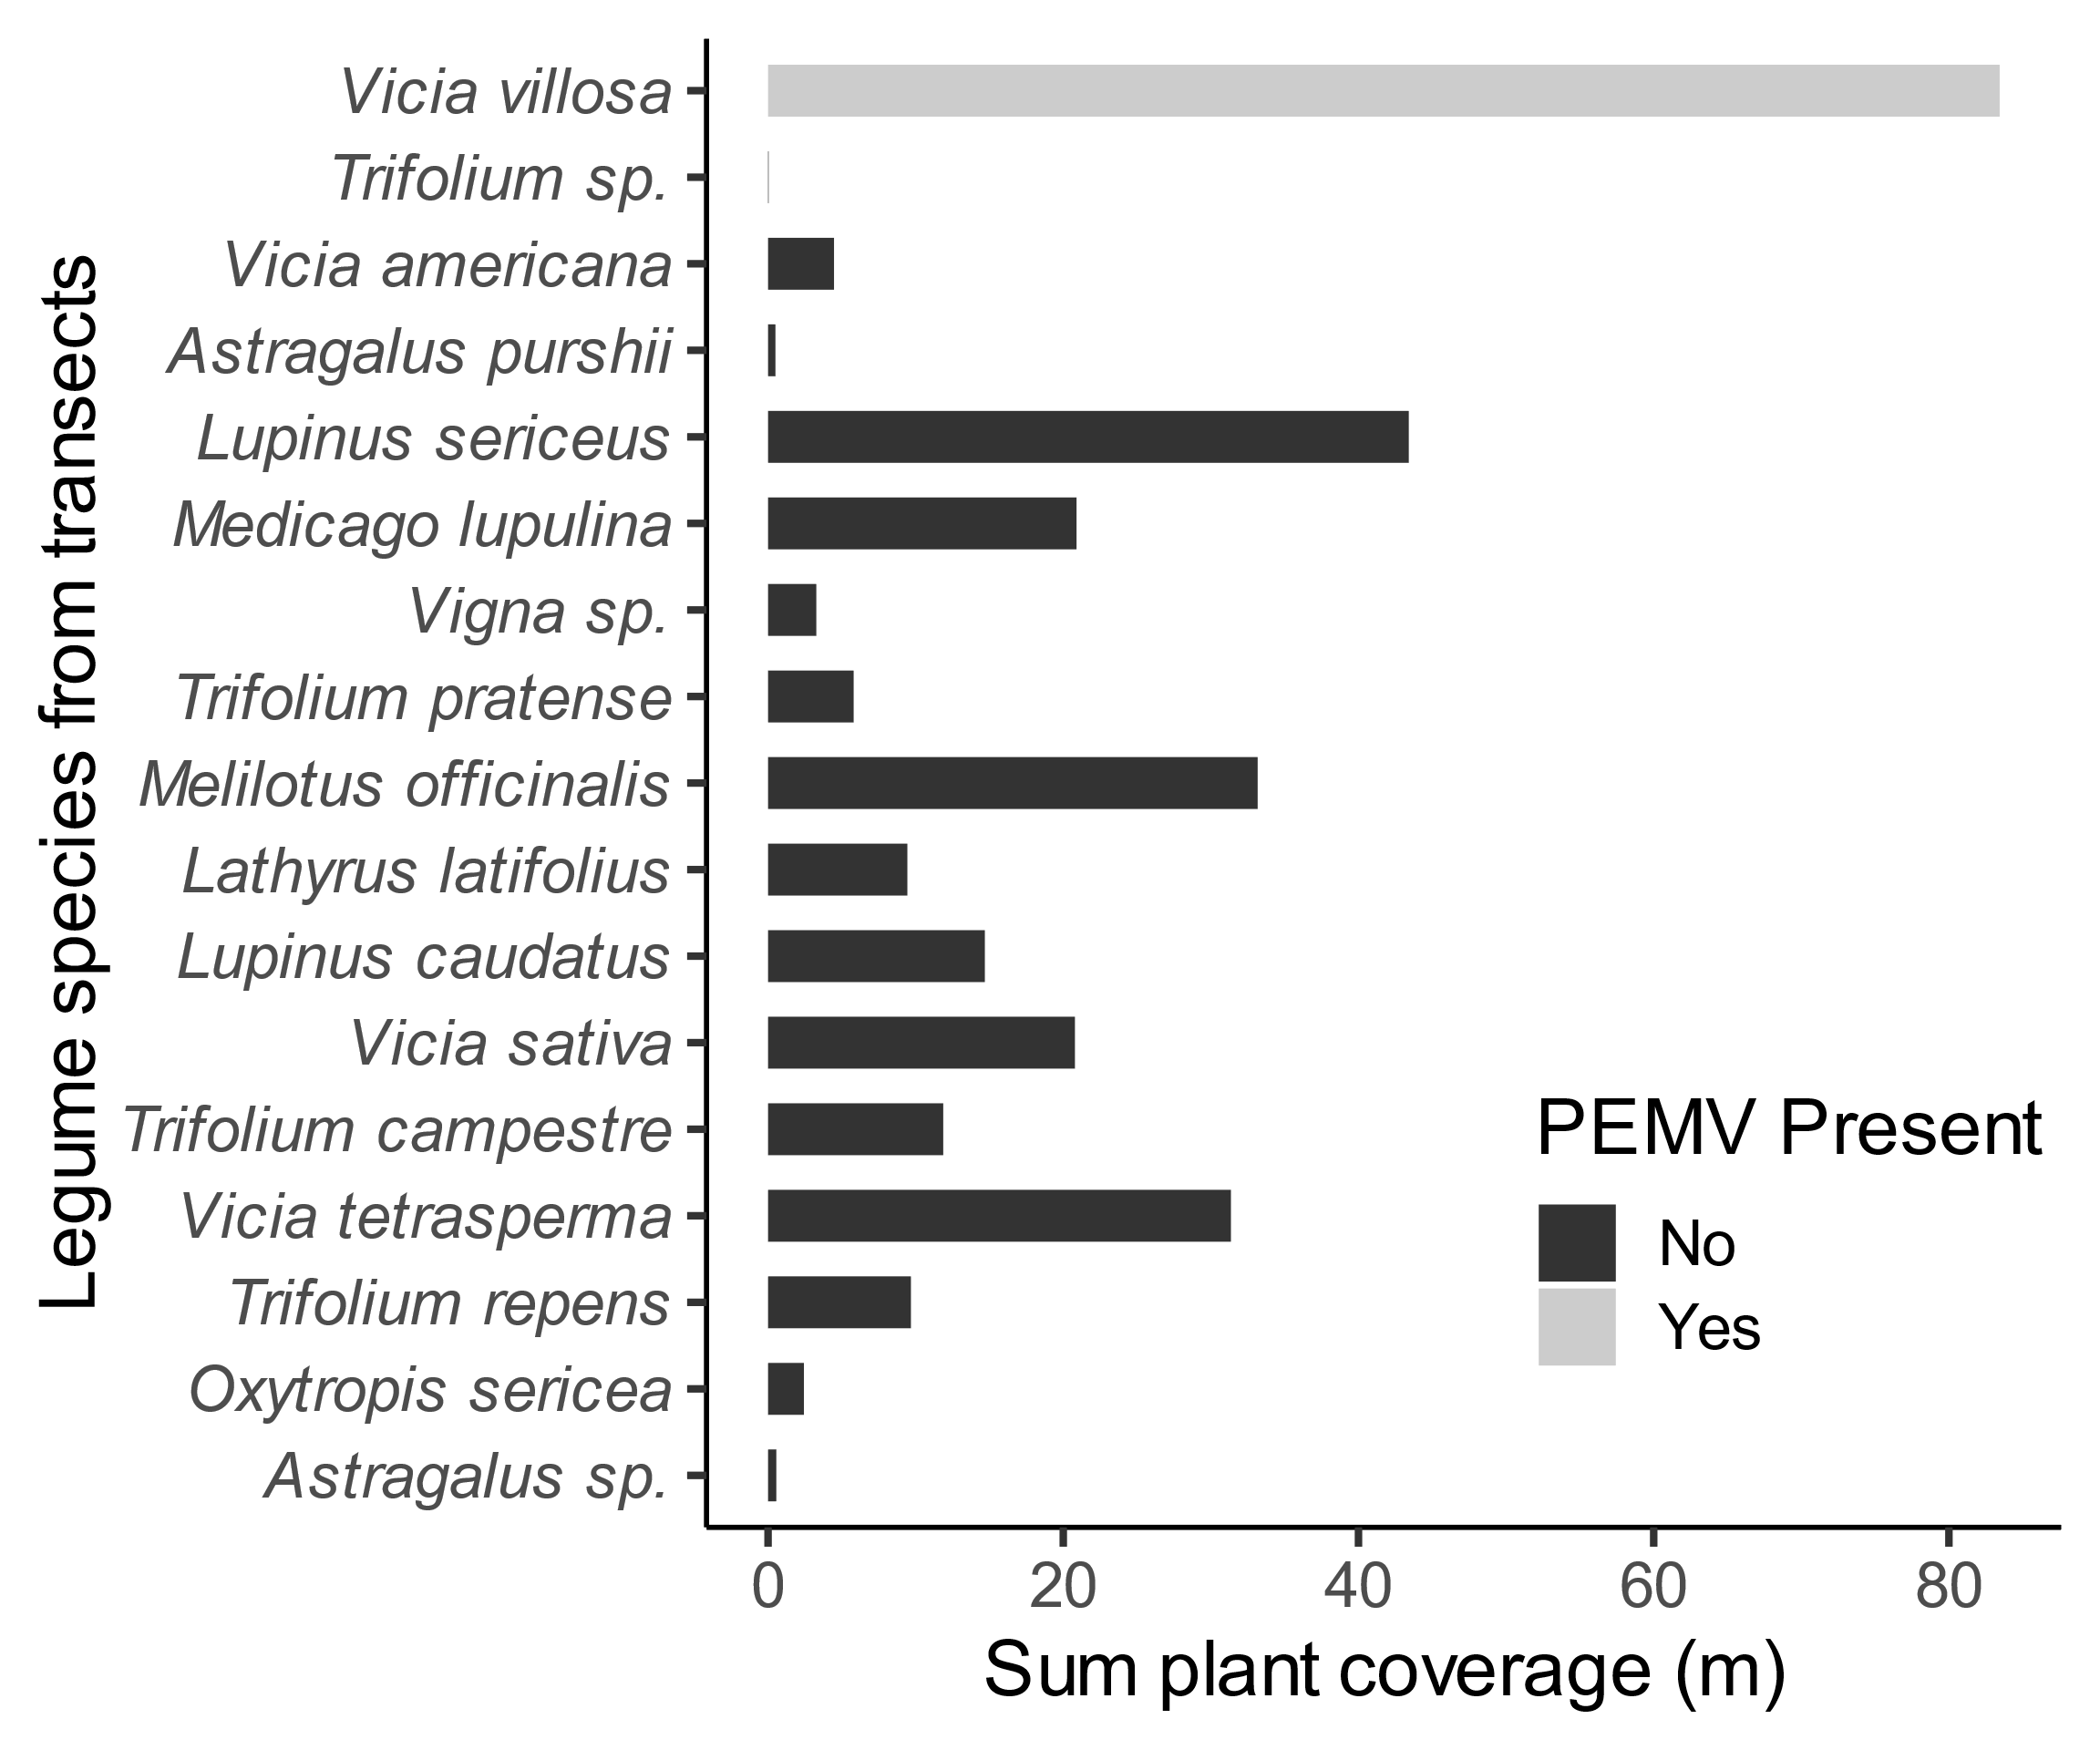 Legume species from transects
Vicia villosa
Trifolium sp.
Vicia americana
Astragalus purshii
Lupinus sericeus
Medicago lupulina
Vigna sp.
Trifolium pratense
Melilotus officinalis
Lathyrus latifolius
Lupinus caudatus
Vicia sativa
Trifolium campestre
Vicia tetrasperma
Trifolium repens
Oxytropis sericea
Astragalus sp.
PEMV Present
No
Yes
0 20 40 60 80
Sum plant coverage (m)